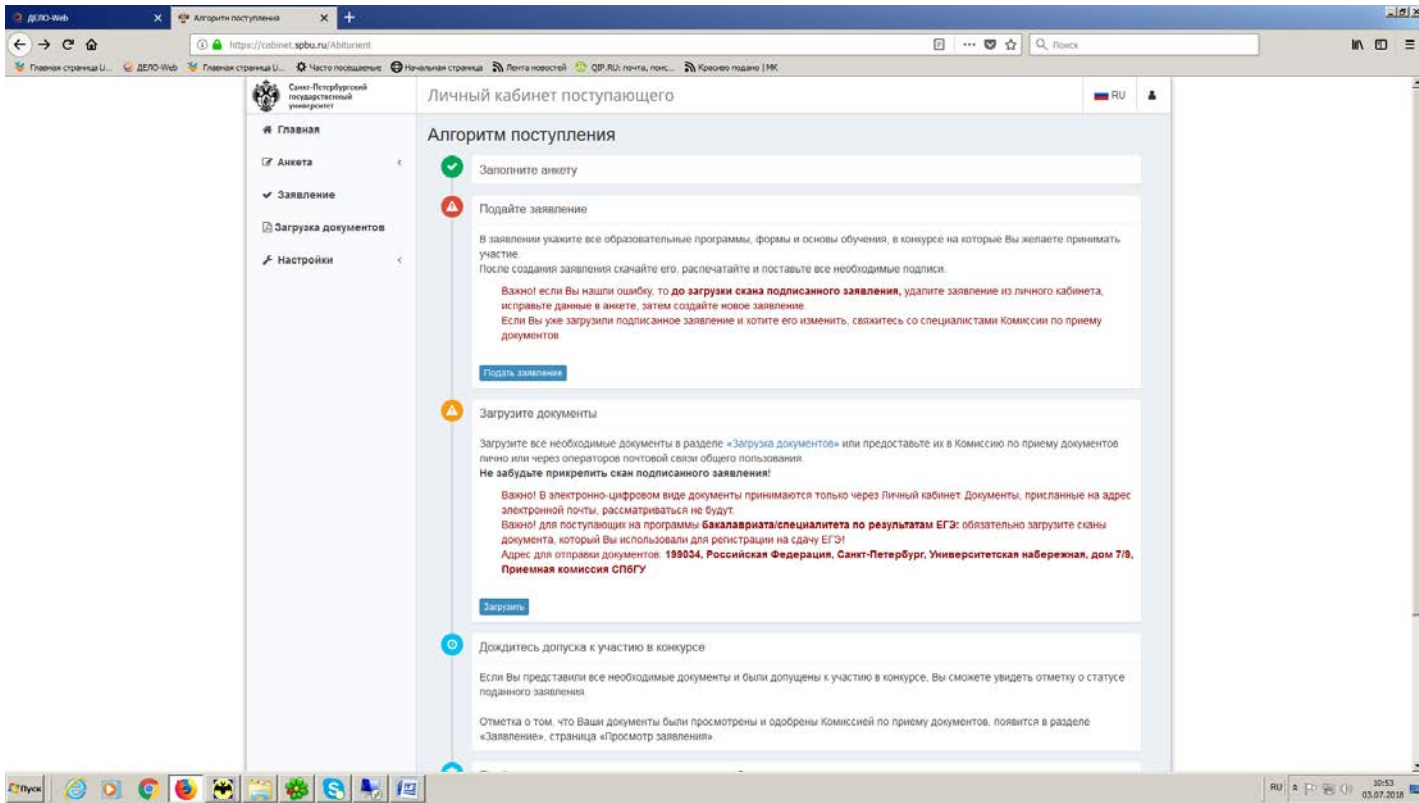 ДЕЛО-Web
Алгоритм поступления
https://cabinet.spbu.ru/Abiturient
Поиск
Главная страница Li...
ДЕЛО-Web
Главная страница Li...
Часто посещаемые
Начальная страница
Лента новостей
QIP.RU: почта, поис...
Красиво подано | МК
Санкт-Петербургский
государственный
университет
Личный кабинет поступающего
RU
Главная
Анкета
Заявление
Загрузка документов
Настройки
Алгоритм поступления
Заполните анкету
Подайте заявление
В заявлении укажите все образовательные программы, формы и основы обучения, в конкурсе на которые Вы желаете принимать
участие.
После создания заявления скачайте его, распечатайте и поставьте все необходимые подписи.
Важно! если Вы нашли ошибку, то до загрузки скана подписанного заявления, удалите заявление из личного кабинета,
исправьте данные в анкете, затем создайте новое заявление.
Если Вы уже загрузили подписанное заявление и хотите его изменить, свяжитесь со специалистами Комиссии по приему
документов
Подать заявление
Загрузите документы
Загрузите все необходимые документы в разделе «Загрузка документов» или предоставьте их в Комиссию по приему документов
лично или через операторов почтовой связи общего пользования.
Не забудьте прикрепить скан подписанного заявления!
Важно! В электронно-цифровом виде документы принимаются только через Личный кабинет. Документы, присланные на адрес
электронной почты, рассматриваться не будут.
Важно! для поступающих на программы бакалавриата/специалитета по результатам ЕГЭ: обязательно загрузите сканы
документа, который Вы использовали для регистрации на сдачу ЕГЭ!
Адрес для отправки документов: 199034, Российская Федерация, Санкт-Петербург, Университетская набережная, дом 7/9,
Приемная комиссия СПбГУ
Загрузить
Дождитесь допуска к участию в конкурсе
Если Вы представили все необходимые документы и были допущены к участию в конкурсе, Вы сможете увидеть отметку о статусе
поданного заявления.
Отметка о том, что Ваши документы были просмотрены и одобрены Комиссией по приему документов, появится в разделе
«Заявление», страница «Просмотр заявления».
Пуск
RU
10:53
03.07.2018